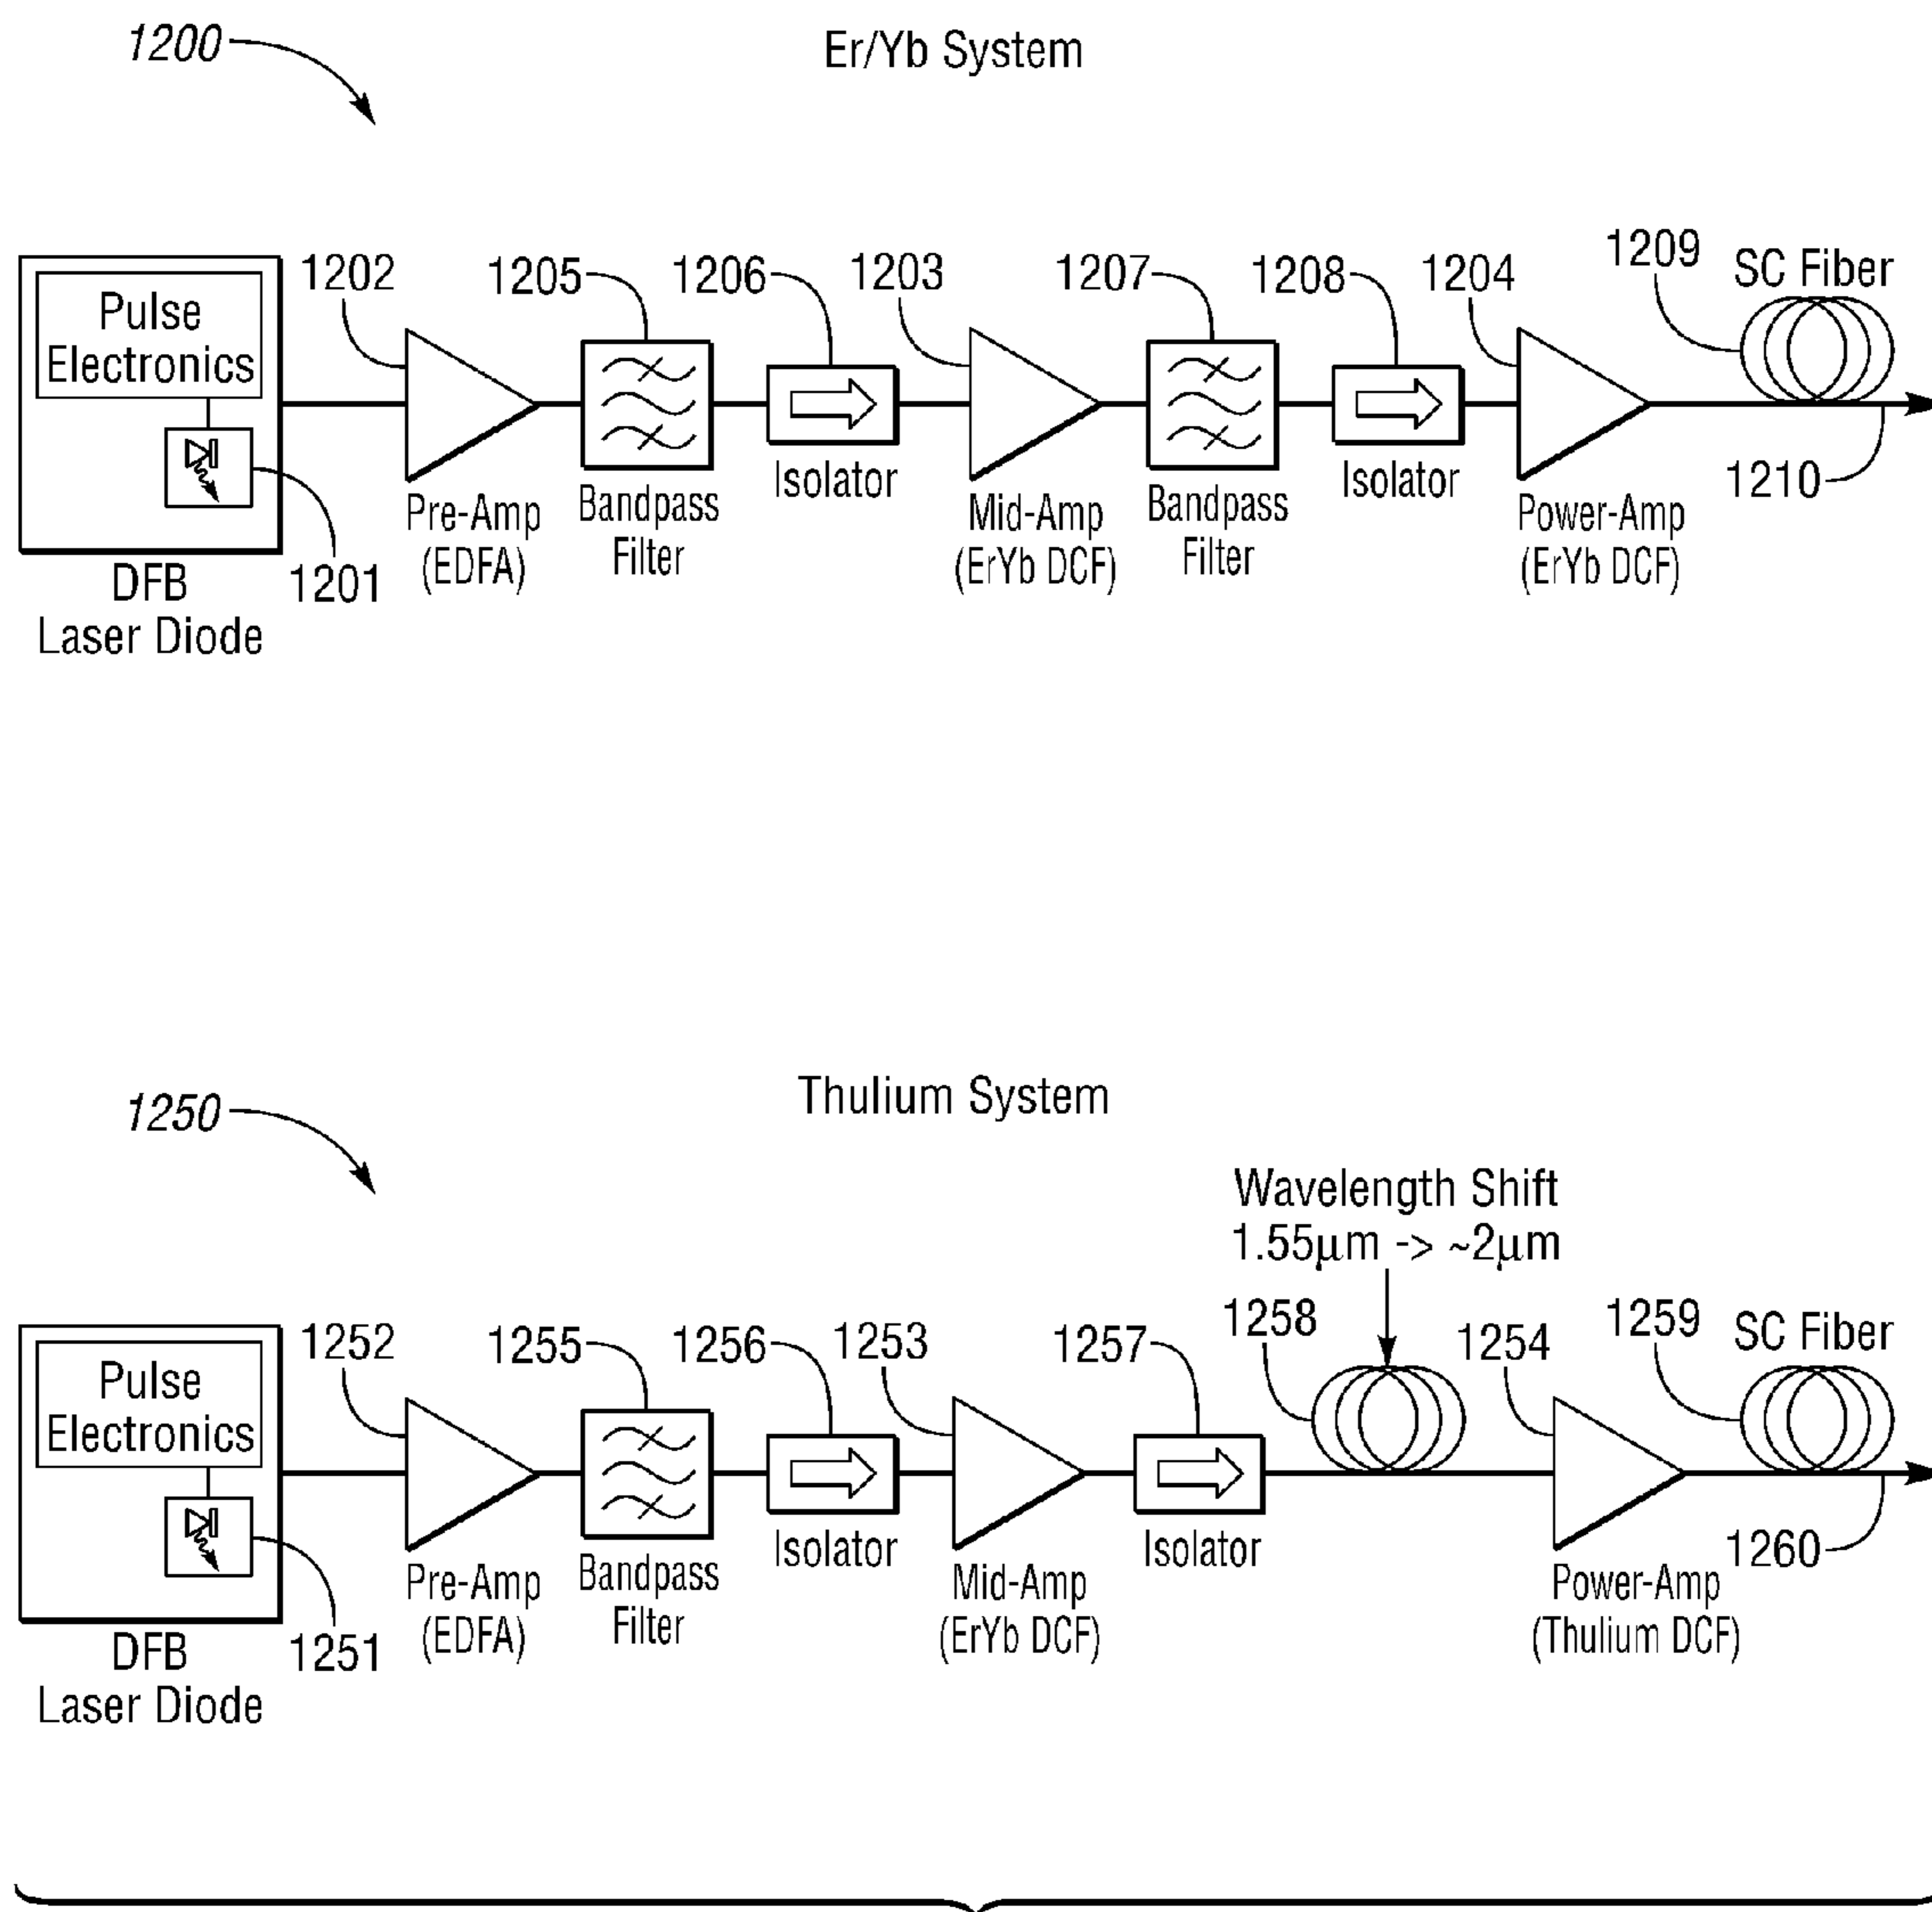 1200
Er/Yb System
1202
1205
1206
1203
1207
1208
1204
1209
SC Fiber
Pulse
Electronics
Isolator
Isolator
1210
Pre-Amp
(EDFA)
Bandpass
Filter
Mid-Amp
(ErYb DCF)
Bandpass
Filter
Power-Amp
(ErYb DCF)
DFB
Laser Diode
1201
1250
Thulium System
Wavelength Shift
1.55μm -> ~2μm
1252
1255
1256
1253
1257
1258
1254
1259
SC Fiber
Pulse
Electronics
Isolator
Isolator
1260
Pre-Amp
(EDFA)
Bandpass
Filter
Mid-Amp
(ErYb DCF)
Power-Amp
(Thulium DCF)
DFB
Laser Diode
1251